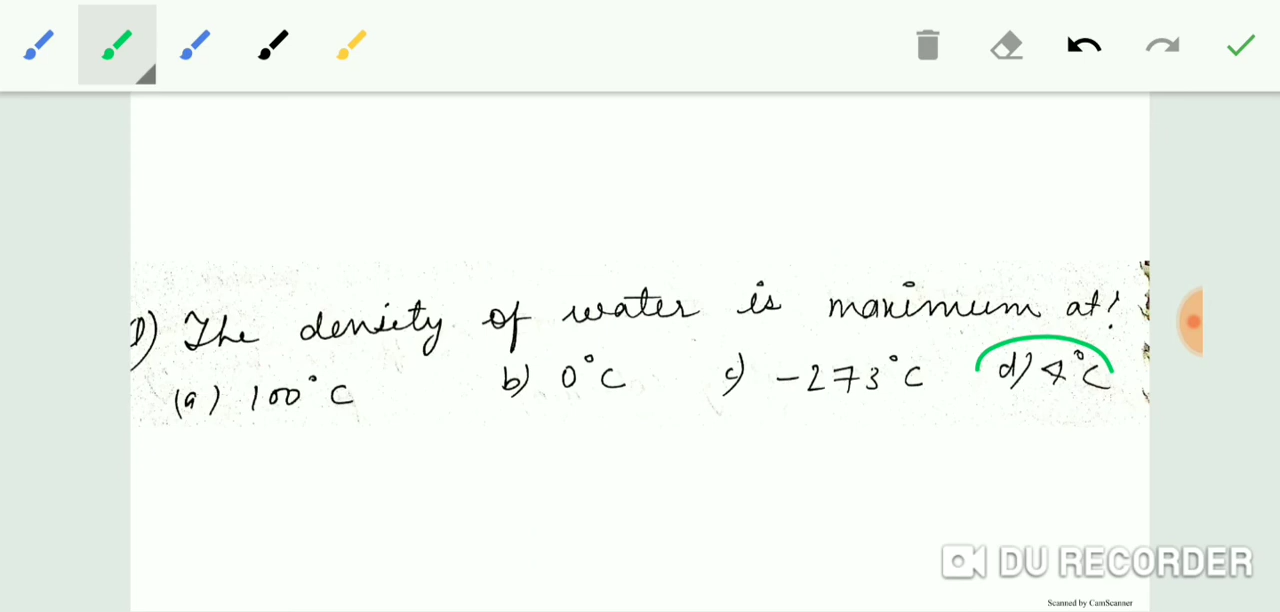 1) The density of water is maximum at?
(a) 100°C b) 0°C c) -273°C d) 4°C
DU RECORDER
Scanned by CamScanner